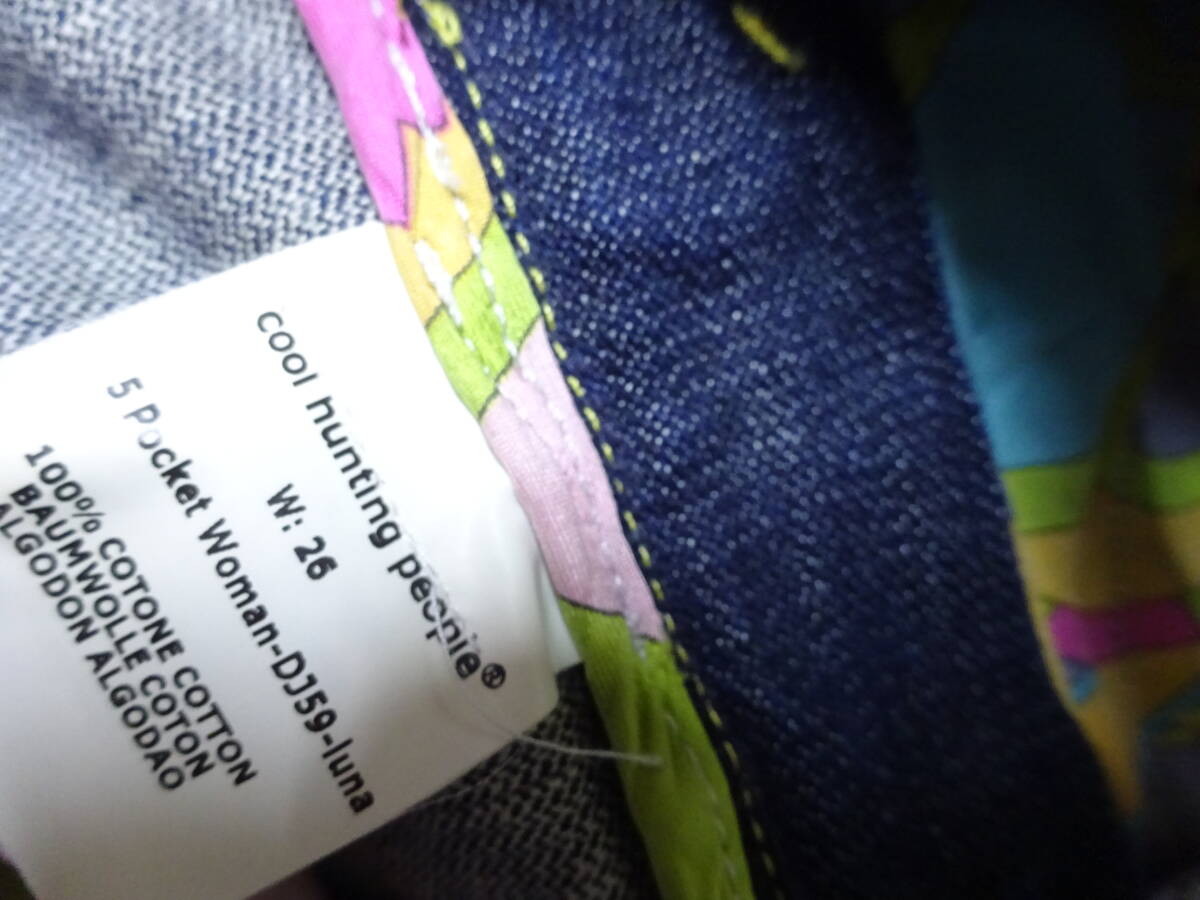 cool hunting people®
W: 26
5 Pocket Woman-DJ59-luna
100% COTONE COTTON
BAUMWOLLE COTON
ALGODON ALGODAO